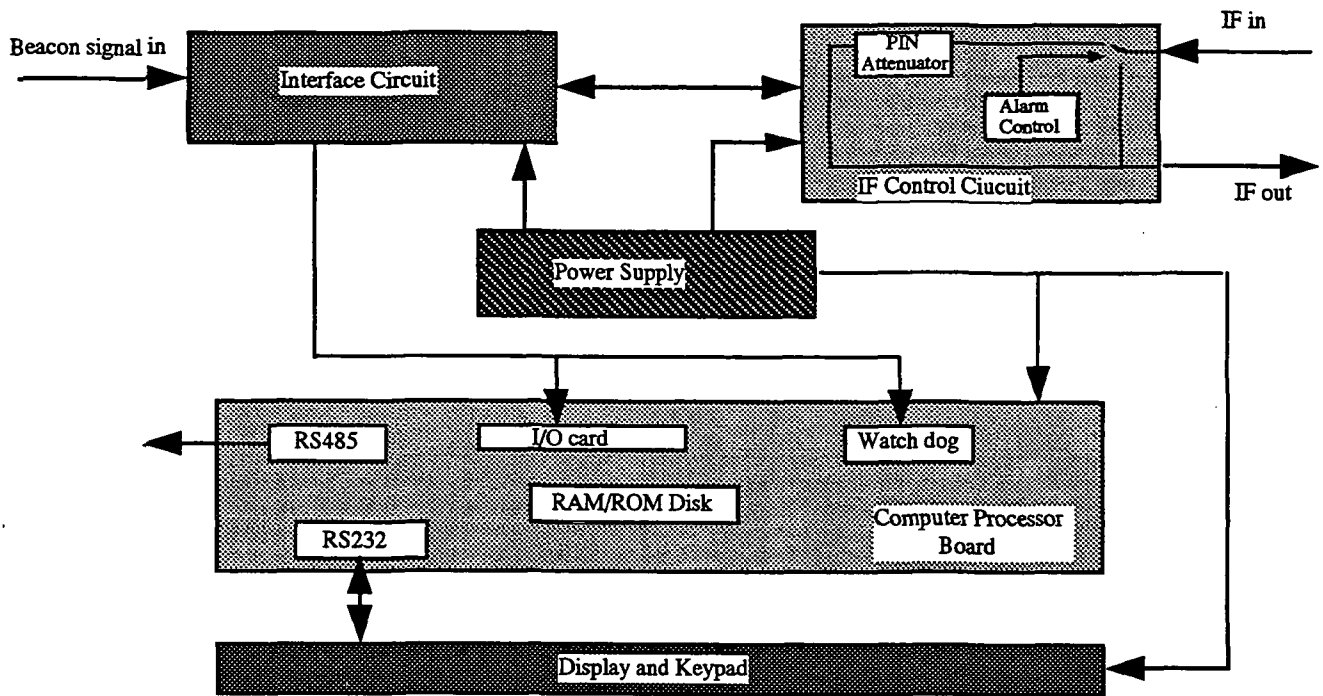 Beacon signal in
Interface Circuit
PIN
Attenuator
IF in
Alarm
Control
IF Control Ciucuit
IF out
Power Supply
RS485
I/O card
Watch dog
RAM/ROM Disk
RS232
Computer Processor
Board
Display and Keypad